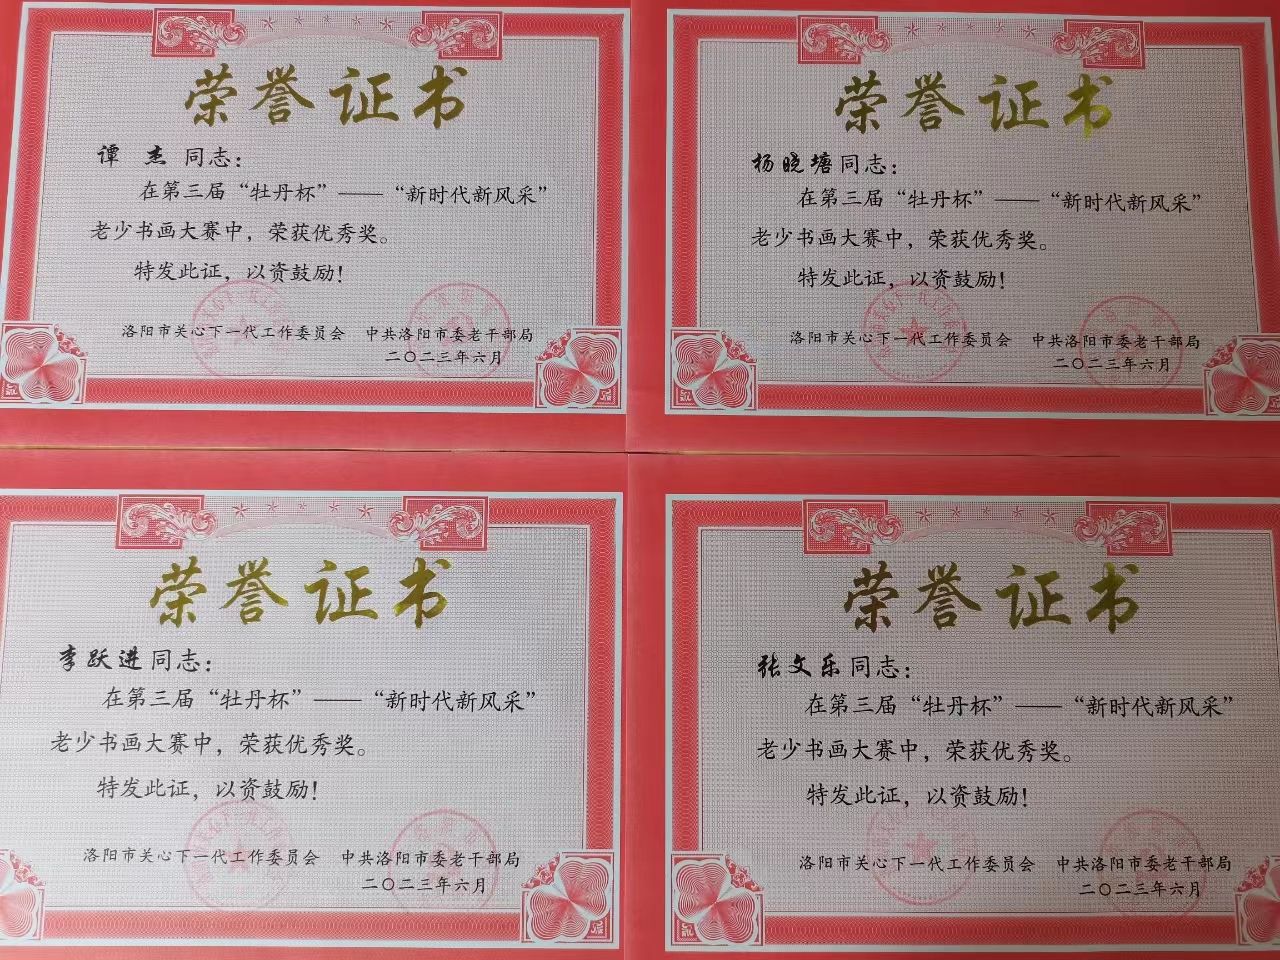 荣誉证书
谭杰同志：
在第三届“牡丹杯”——“新时代新风采”
老少书画大赛中，荣获优秀奖。
特发此证，以资鼓励！
洛阳市关心下一代工作委员会 中共洛阳市委老干部局
二〇二三年六月
荣誉证书
杨晓塘同志：
在第三届“牡丹杯”——“新时代新风采”
老少书画大赛中，荣获优秀奖。
特发此证，以资鼓励！
洛阳市关心下一代工作委员会 中共洛阳市委老干部局
二〇二三年六月
荣誉证书
李跃进同志：
在第三届“牡丹杯”——“新时代新风采”
老少书画大赛中，荣获优秀奖。
特发此证，以资鼓励！
洛阳市关心下一代工作委员会 中共洛阳市委老干部局
二〇二三年六月
荣誉证书
张文乐同志：
在第三届“牡丹杯”——“新时代新风采”
老少书画大赛中，荣获优秀奖。
特发此证，以资鼓励！
洛阳市关心下一代工作委员会 中共洛阳市委老干部局
二〇二三年六月